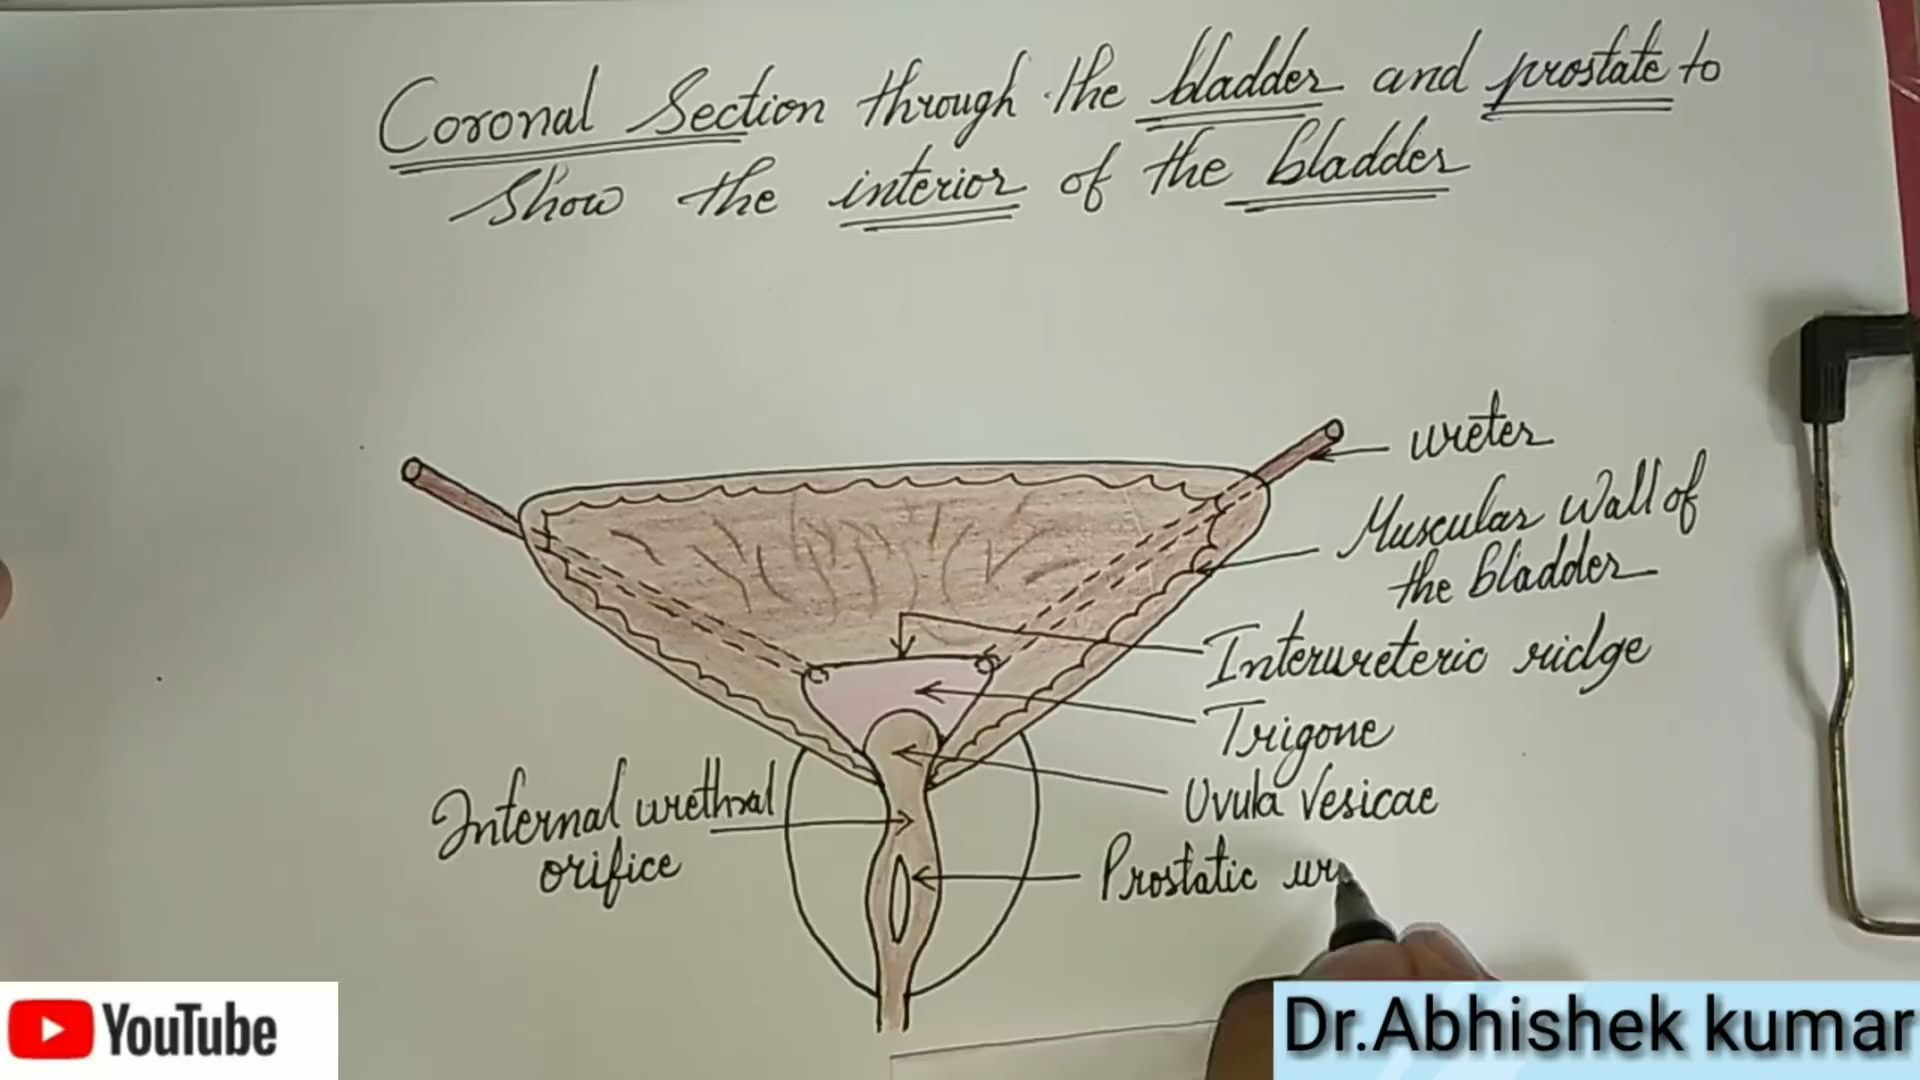 Coronal Section through the bladder and prostate to
Show the interior of the bladder
ureter
Muscular Wall of
the bladder
Interureteric ridge
Trigone
Uvula Vesicae
Internal urethral
orifice
Prostatic ur
YouTube
Dr.Abhishek kumar